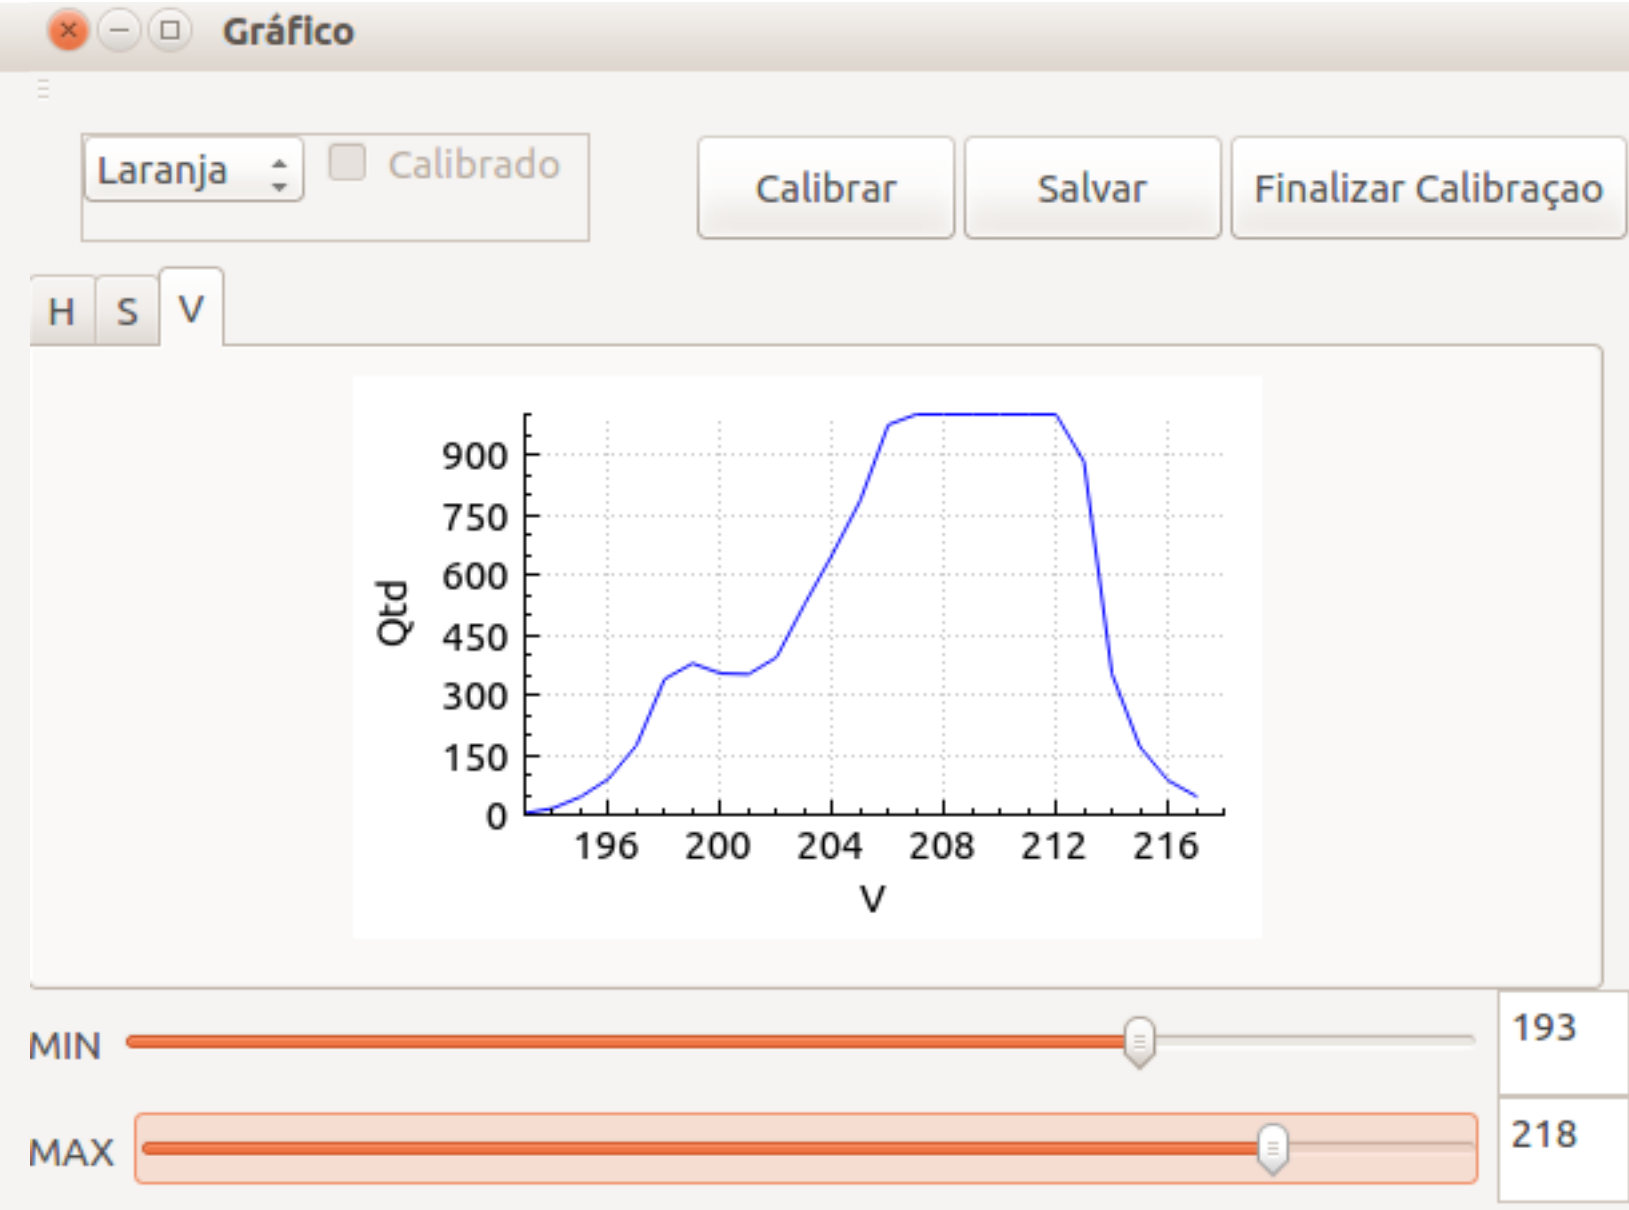 Gráfico
Laranja
Calibrado
Calibrar
Salvar
Finalizar Calibraçao
H
S
V
900
750
600
450
300
150
0
Qtd
196 200 204 208 212 216
V
MIN
193
MAX
218